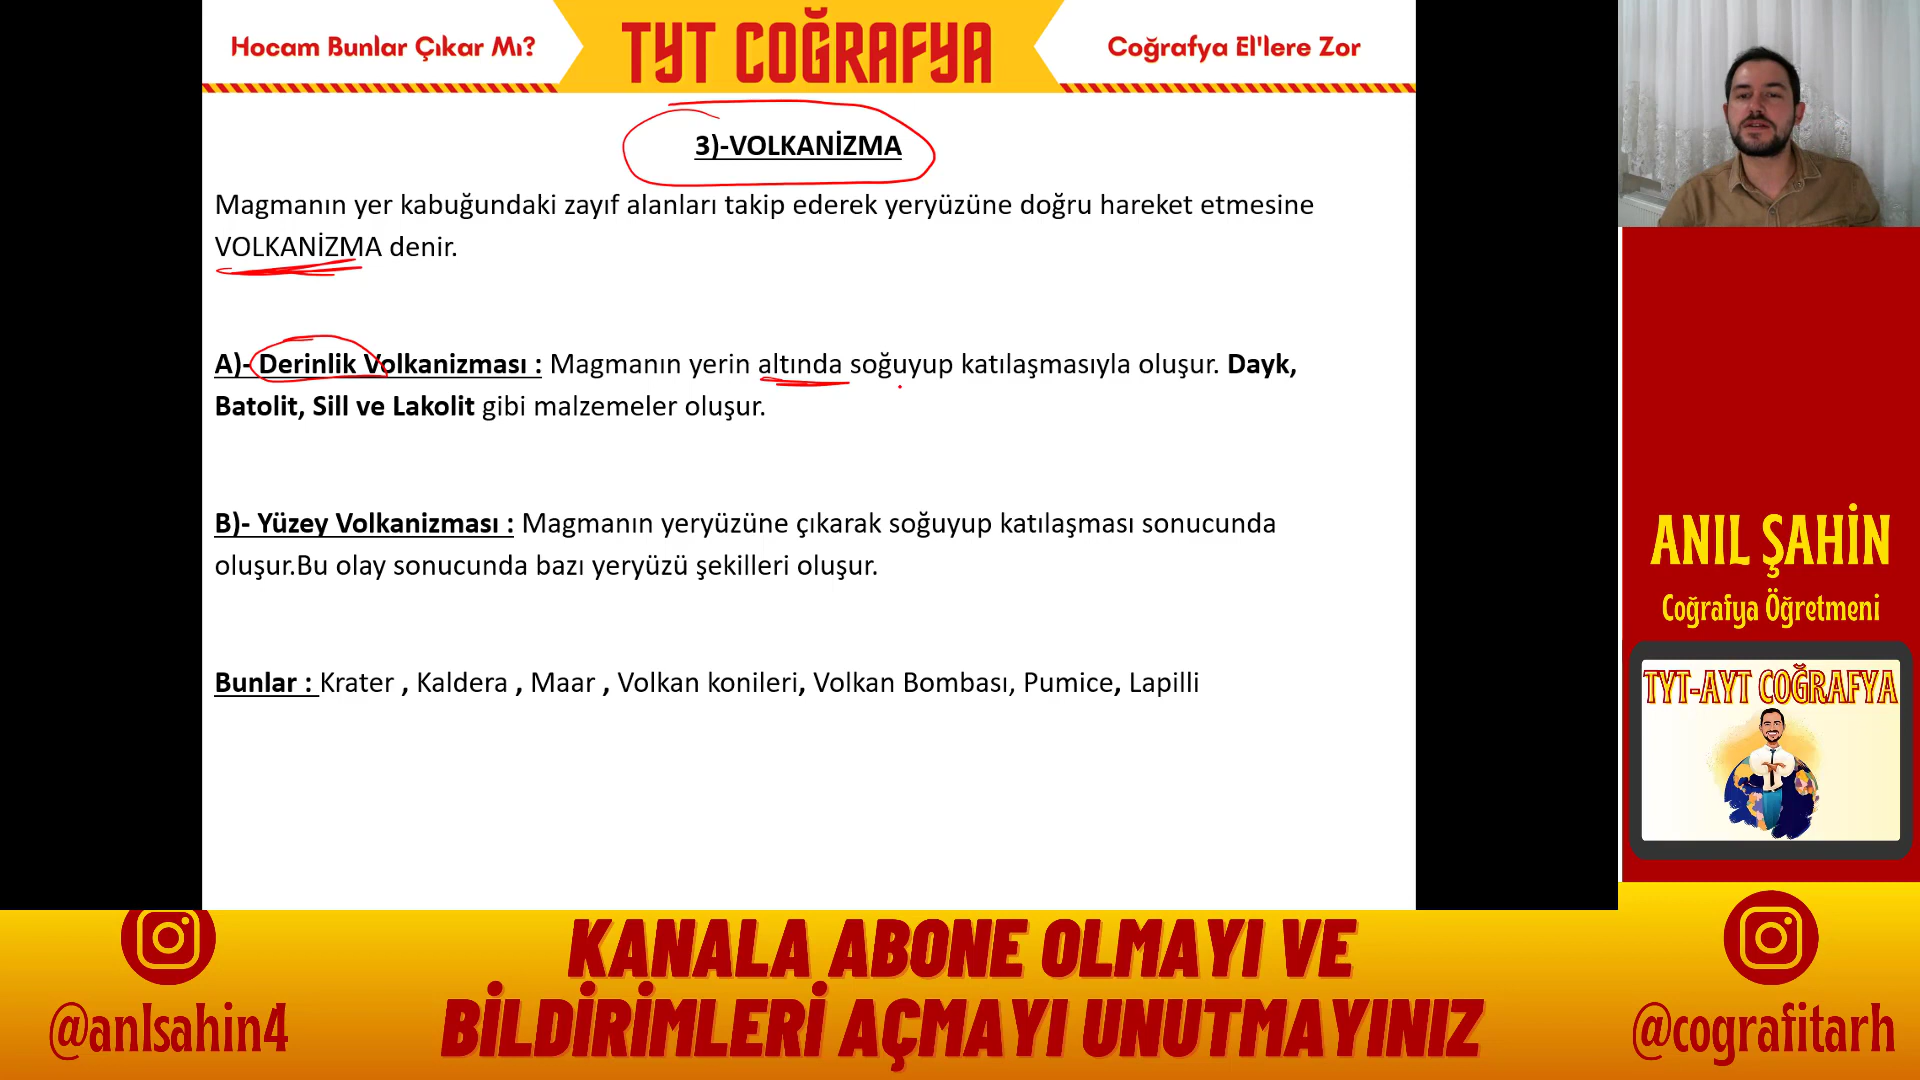 Hocam Bunlar Çıkar Mı?
TYT COĞRAFYA
Coğrafya El'lere Zor
3)-VOLKANİZMA
Magmanın yer kabuğundaki zayıf alanları takip ederek yeryüzüne doğru hareket etmesine
VOLKANİZMA denir.
A)- Derinlik Volkanizması : Magmanın yerin altında soğuyup katılaşmasıyla oluşur. Dayk,
Batolit, Sill ve Lakolit gibi malzemeler oluşur.
B)- Yüzey Volkanizması : Magmanın yeryüzüne çıkarak soğuyup katılaşması sonucunda
oluşur.Bu olay sonucunda bazı yeryüzü şekilleri oluşur.
Bunlar : Krater , Kaldera , Maar , Volkan konileri, Volkan Bombası, Pumice, Lapilli
ANIL ŞAHİN
Coğrafya Öğretmeni
TYT-AYT COĞRAFYA
KANALA ABONE OLMAYI VE
BİLDİRİMLERİ AÇMAYI UNUTMAYINIZ
@anlsahin4
@cografitarh